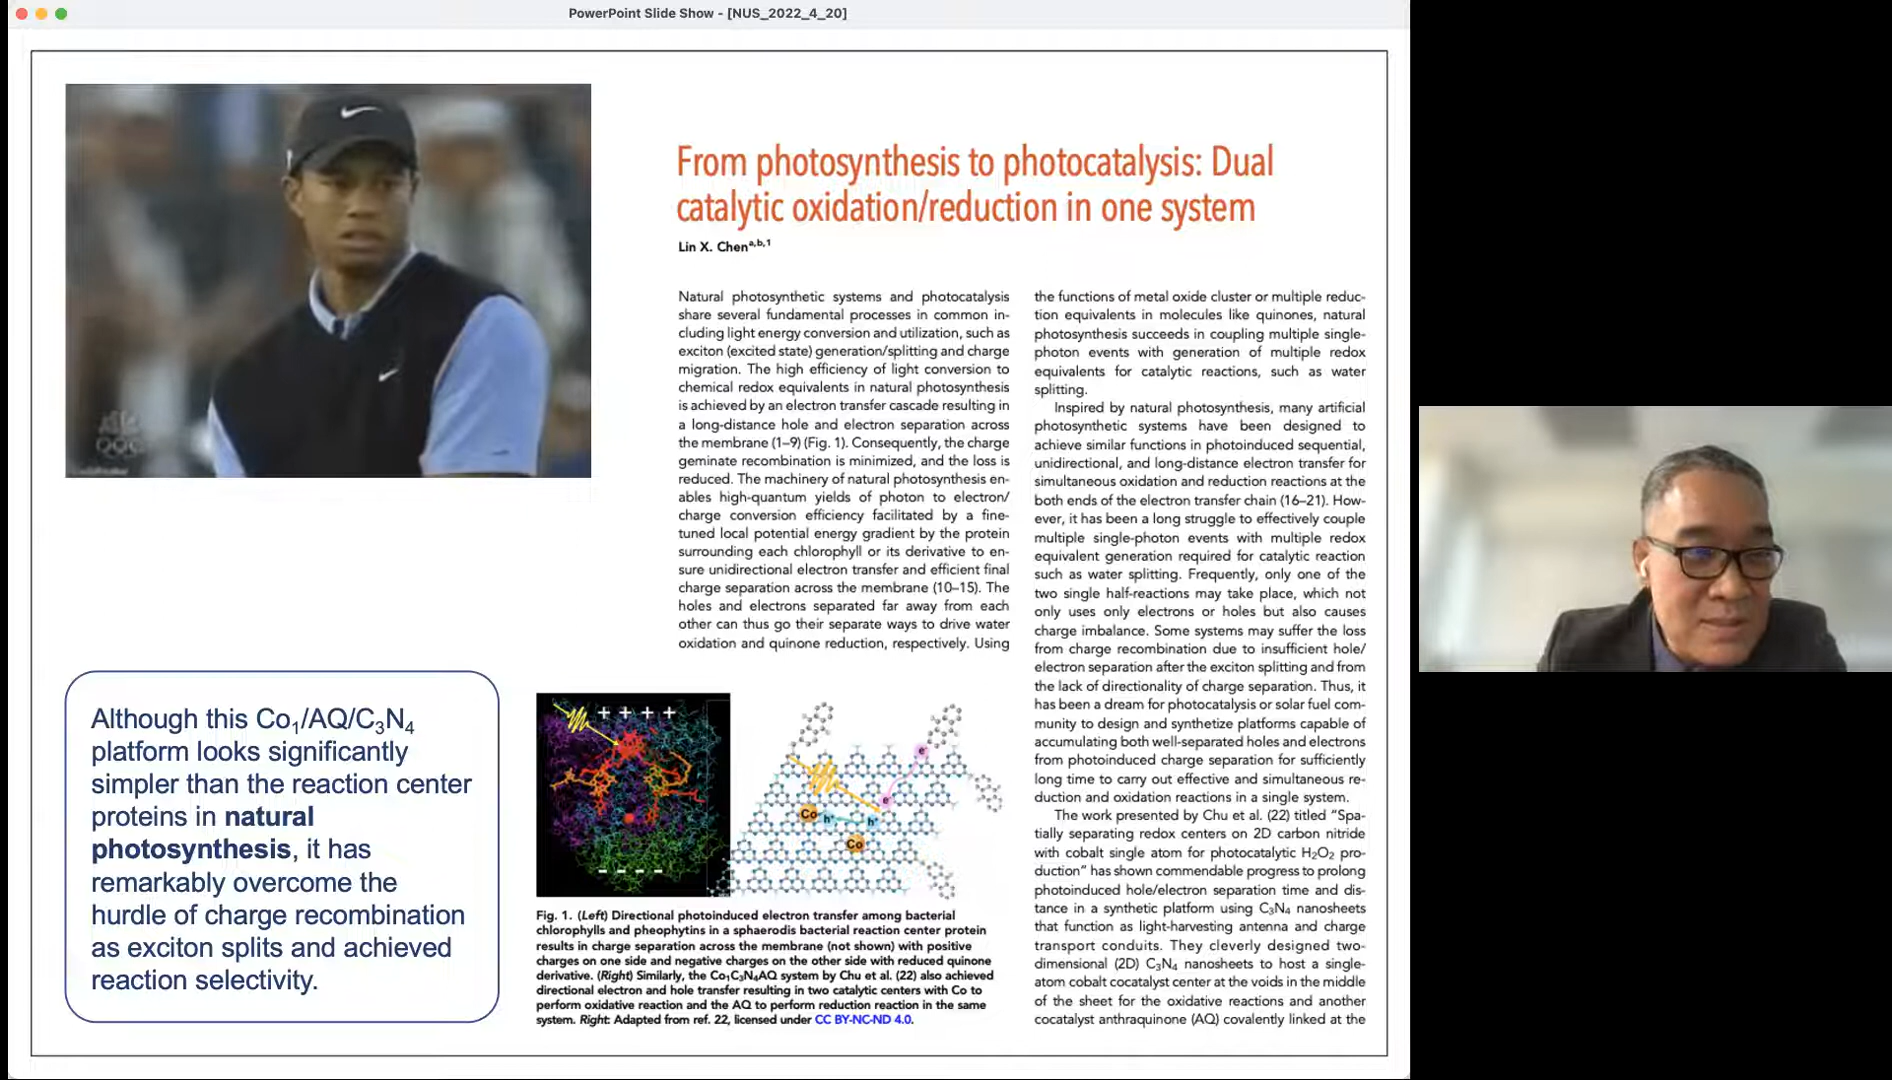 PowerPoint Slide Show - [NUS_2022_4_20]
From photosynthesis to photocatalysis: Dual
catalytic oxidation/reduction in one system
Lin X. Chena,b,1
Natural photosynthetic systems and photocatalysis
share several fundamental processes in common in-
cluding light energy conversion and utilization, such as
exciton (excited state) generation/splitting and charge
migration. The high efficiency of light conversion to
chemical redox equivalents in natural photosynthesis
is achieved by an electron transfer cascade resulting in
a long-distance hole and electron separation across
the membrane (1–9) (Fig. 1). Consequently, the charge
geminate recombination is minimized, and the loss is
reduced. The machinery of natural photosynthesis en-
ables high-quantum yields of photon to electron/
charge conversion efficiency facilitated by a fine-
tuned local potential energy gradient by the protein
surrounding each chlorophyll or its derivative to en-
sure unidirectional electron transfer and efficient final
charge separation across the membrane (10–15). The
holes and electrons separated far away from each
other can thus go their separate ways to drive water
oxidation and quinone reduction, respectively. Using
the functions of metal oxide cluster or multiple reduc-
tion equivalents in molecules like quinones, natural
photosynthesis succeeds in coupling multiple single-
photon events with generation of multiple redox
equivalents for catalytic reactions, such as water
splitting.
Inspired by natural photosynthesis, many artificial
photosynthetic systems have been designed to
achieve similar functions in photoinduced sequential,
unidirectional, and long-distance electron transfer for
simultaneous oxidation and reduction reactions at the
both ends of the electron transfer chain (16–21). How-
ever, it has been a long struggle to effectively couple
multiple single-photon events with multiple redox
equivalent generation required for catalytic reaction
such as water splitting. Frequently, only one of the
two single half-reactions may take place, which not
only uses only electrons or holes but also causes
charge imbalance. Some systems may suffer the loss
from charge recombination due to insufficient hole/
electron separation after the exciton splitting and from
the lack of directionality of charge separation. Thus, it
has been a dream for photocatalysis or solar fuel com-
munity to design and synthetize platforms capable of
accumulating both well-separated holes and electrons
from photoinduced charge separation for sufficiently
long time to carry out effective and simultaneous re-
duction and oxidation reactions in a single system.
The work presented by Chu et al. (22) titled “Spa-
tially separating redox centers on 2D carbon nitride
with cobalt single atom for photocatalytic H₂O₂ pro-
duction” has shown commendable progress to prolong
photoinduced hole/electron separation time and dis-
tance in a synthetic platform using C₃N₄ nanosheets
that function as light-harvesting antenna and charge
transport conduits. They cleverly designed two-
dimensional (2D) C₃N₄ nanosheets to host a single-
atom cobalt cocatalyst center at the voids in the middle
of the sheet for the oxidative reactions and another
cocatalyst anthraquinone (AQ) covalently linked at the
Although this Co₁/AQ/C₃N₄
platform looks significantly
simpler than the reaction center
proteins in natural
photosynthesis, it has
remarkably overcome the
hurdle of charge recombination
as exciton splits and achieved
reaction selectivity.
+ + + +
- - - -
e⁻
e⁻
Co
h⁺
h⁺
Co
Fig. 1. (Left) Directional photoinduced electron transfer among bacterial
chlorophylls and pheophytins in a sphaerodis bacterial reaction center protein
results in charge separation across the membrane (not shown) with positive
charges on one side and negative charges on the other side with reduced quinone
derivative. (Right) Similarly, the Co₁C₃N₄AQ system by Chu et al. (22) also achieved
directional electron and hole transfer resulting in two catalytic centers with Co to
perform oxidative reaction and the AQ to perform reduction reaction in the same
system. Right: Adapted from ref. 22, licensed under CC BY-NC-ND 4.0.